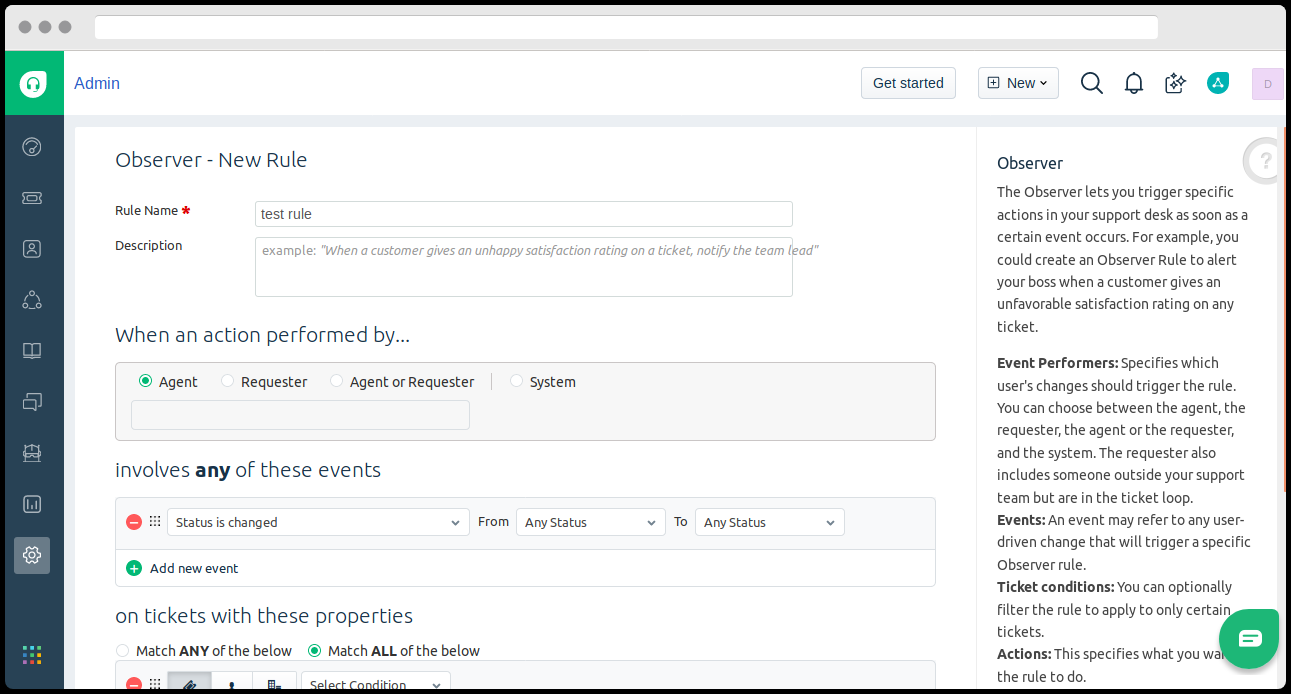 Admin
Get started
New
D
Observer - New Rule
Rule Name *
test rule
Description
example: "When a customer gives an unhappy satisfaction rating on a ticket, notify the team lead"
When an action performed by...
Agent
Requester
Agent or Requester
System
involves any of these events
Status is changed
From
Any Status
To
Any Status
Add new event
on tickets with these properties
Match ANY of the below
Match ALL of the below
Select Condition
?
Observer
The Observer lets you trigger specific
actions in your support desk as soon as a
certain event occurs. For example, you
could create an Observer Rule to alert
your boss when a customer gives an
unfavorable satisfaction rating on any
ticket.
Event Performers: Specifies which
user's changes should trigger the rule.
You can choose between the agent, the
requester, the agent or the requester,
and the system. The requester also
includes someone outside your support
team but are in the ticket loop.
Events: An event may refer to any user-
driven change that will trigger a specific
Observer rule.
Ticket conditions: You can optionally
filter the rule to apply to only certain
tickets.
Actions: This specifies what you
the rule to do.